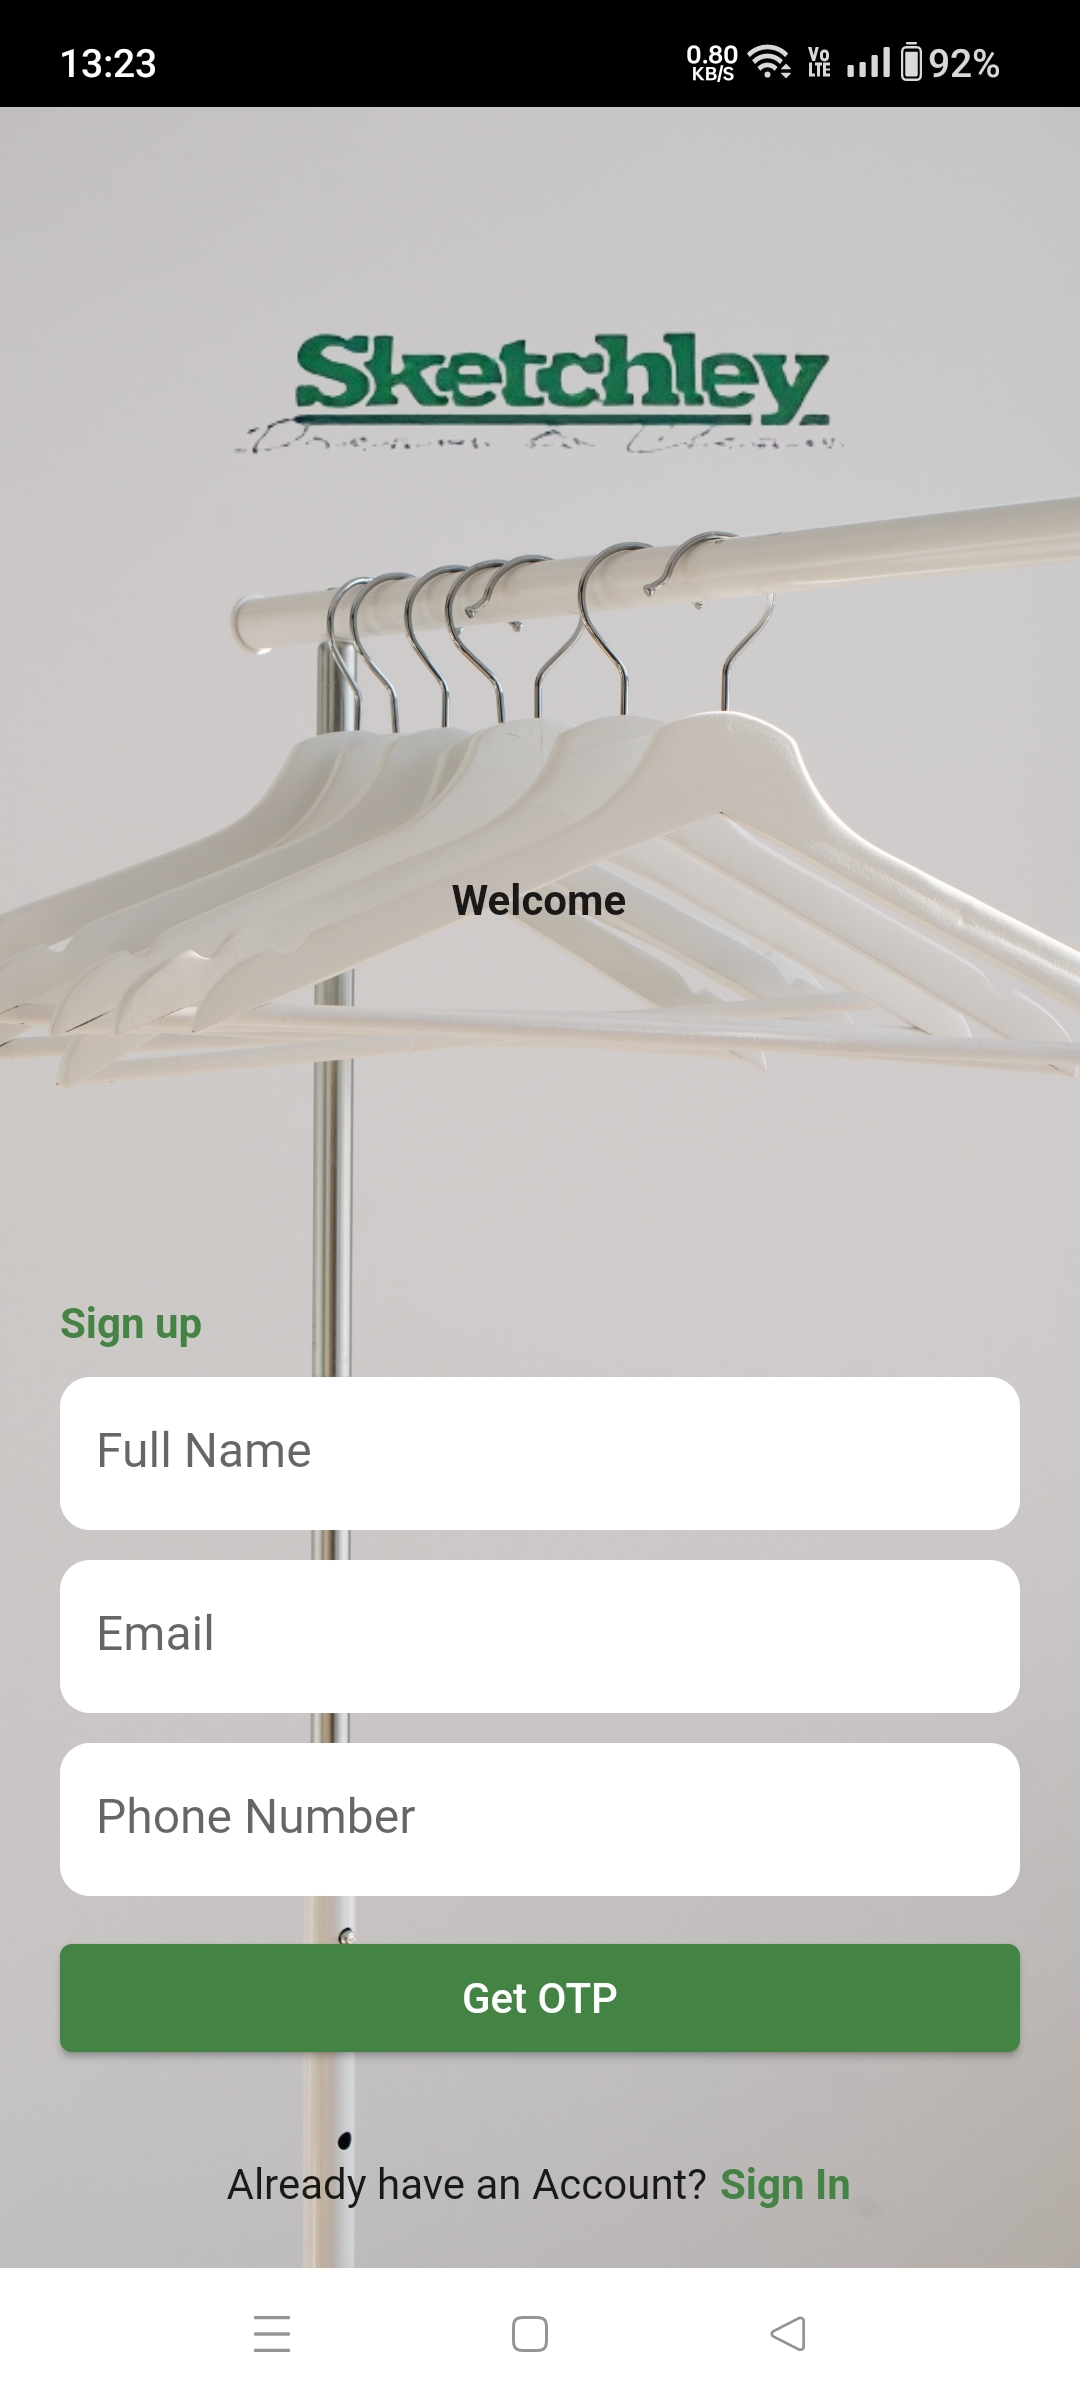 13:23
0.80
KB/S
Vo
LTE
92%
Sketchley
Welcome
Sign up
Full Name
Email
Phone Number
Get OTP
Already have an Account? Sign In